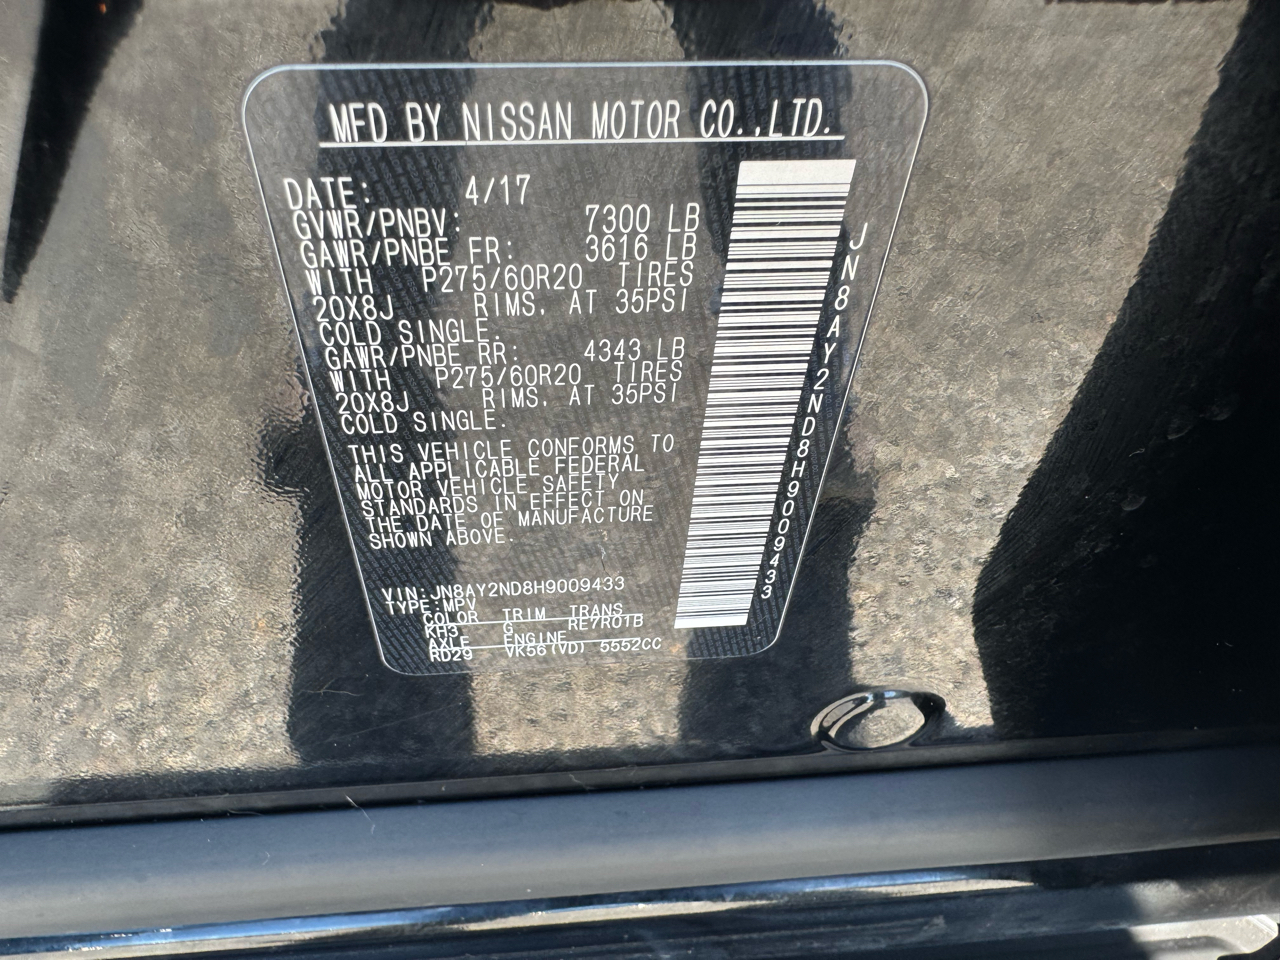 MFD BY NISSAN MOTOR CO.,LTD.
DATE: 4/17
GVWR/PNBV: 7300 LB
GAWR/PNBE FR: 3616 LB
WITH P275/60R20 TIRES
20X8J RIMS, AT 35PSI
COLD SINGLE.
GAWR/PNBE RR: 4343 LB
WITH P275/60R20 TIRES
20X8J RIMS, AT 35PSI
COLD SINGLE.
THIS VEHICLE CONFORMS TO
ALL APPLICABLE FEDERAL
MOTOR VEHICLE SAFETY
STANDARDS IN EFFECT ON
THE DATE OF MANUFACTURE
SHOWN ABOVE.
VIN:JN8AY2ND8H9009433
TYPE:MPV
COLOR TRIM TRANS
KH3 G RE7R01B
AXLE ENGINE
RD29 VK56(VD) 5552CC
JN8AY2ND8H9009433